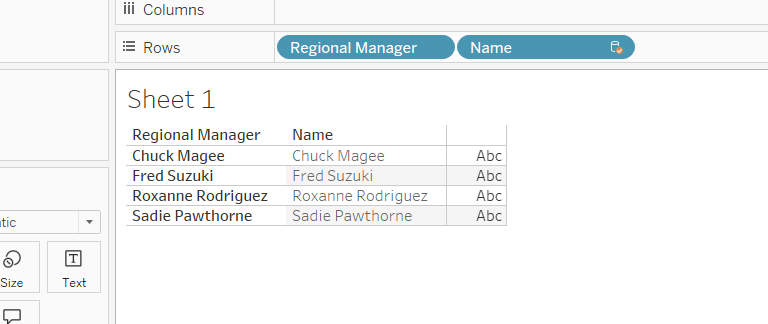 Columns
Rows Regional Manager Name
Sheet 1
Regional Manager Name
Chuck Magee Chuck Magee Abc
Fred Suzuki Fred Suzuki Abc
Roxanne Rodriguez Roxanne Rodriguez Abc
Sadie Pawthorne Sadie Pawthorne Abc
tic
Size Text